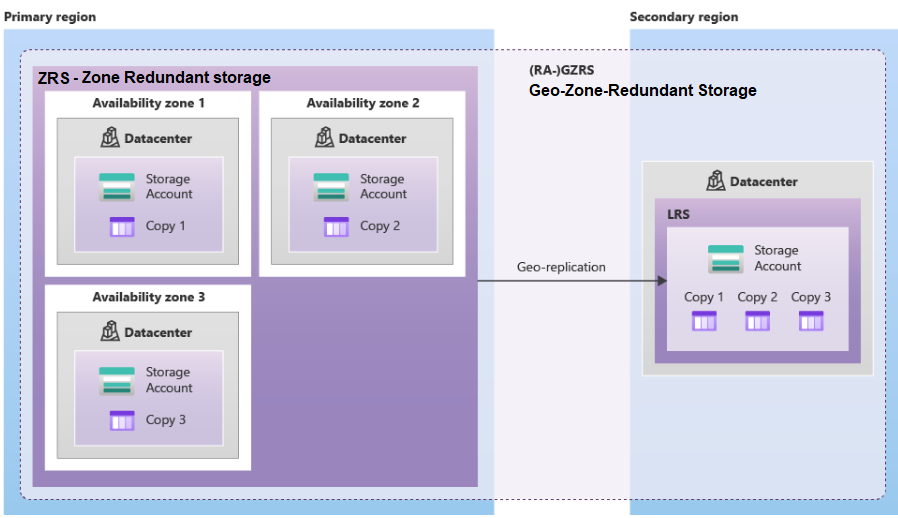 Primary region
Secondary region
(RA-)GZRS
Geo-Zone-Redundant Storage
ZRS - Zone Redundant storage
Availability zone 1
Datacenter
Storage
Account
Copy 1
Availability zone 2
Datacenter
Storage
Account
Copy 2
Availability zone 3
Datacenter
Storage
Account
Copy 3
Geo-replication
Datacenter
LRS
Storage
Account
Copy 1 Copy 2 Copy 3